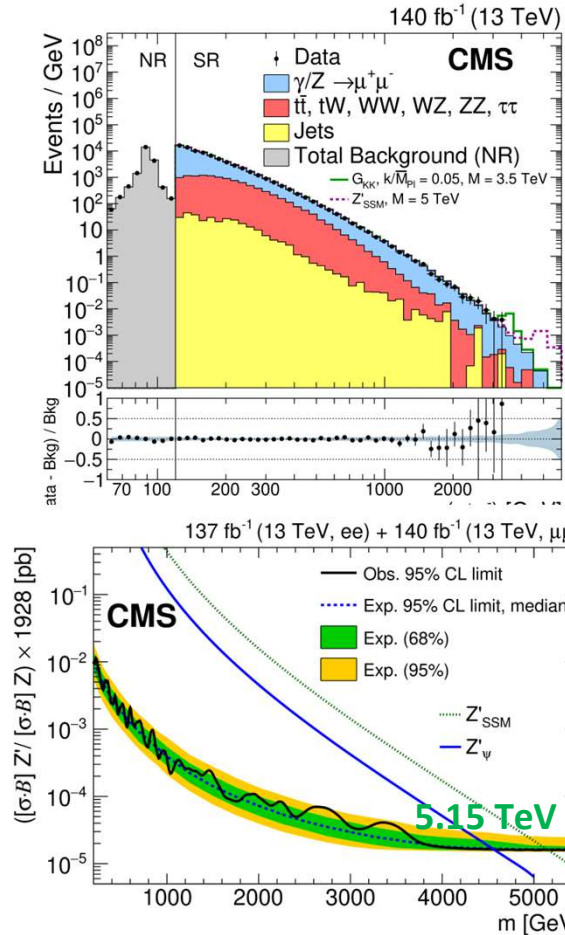 140 fb⁻¹ (13 TeV)
Events / GeV
10⁸
10⁷
10⁶
10⁵
10⁴
10³
10²
10
1
10⁻¹
10⁻²
10⁻³
10⁻⁴
10⁻⁵
NR
SR
CMS
Data
γ/Z → μ⁺μ⁻
tt̄, tW, WW, WZ, ZZ, ττ
Jets
Total Background (NR)
G_KK, k/M̄_Pl = 0.05, M = 3.5 TeV
Z'_SSM, M = 5 TeV
ata - Bkg) / Bkg
1
0.5
0
-0.5
-1
70 100 200 300 1000 2000
137 fb⁻¹ (13 TeV, ee) + 140 fb⁻¹ (13 TeV, μμ
([σ·B] Z'/ [σ·B] Z) × 1928 [pb]
10⁻¹
10⁻²
10⁻³
10⁻⁴
10⁻⁵
CMS
Obs. 95% CL limit
Exp. 95% CL limit, median
Exp. (68%)
Exp. (95%)
Z'_SSM
Z'_ψ
5.15 TeV
1000 2000 3000 4000 5000
m [GeV